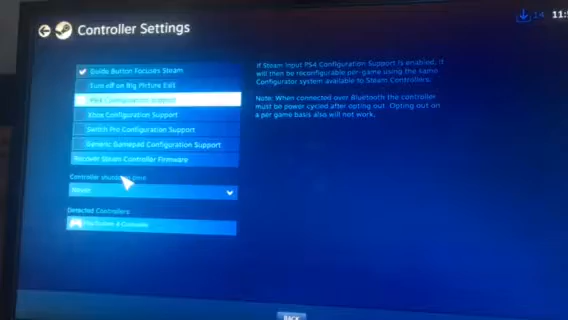 Controller Settings
11:
Guide Button Focuses Steam
Turn off on Big Picture Exit
PS4 Configuration Support
Xbox Configuration Support
Switch Pro Configuration Support
Generic Gamepad Configuration Support
Recover Steam Controller Firmware
Controller shutdown time
Never
Detected Controllers
PlayStation 4 Controller
If Steam Input PS4 Configuration Support is enabled, it
will then be reconfigurable per-game using the same
Configurator system available to Steam Controllers.
Note: When connected over Bluetooth the controller
must be power cycled after opting out. Opting out on
a per game basis also will not work.
BACK